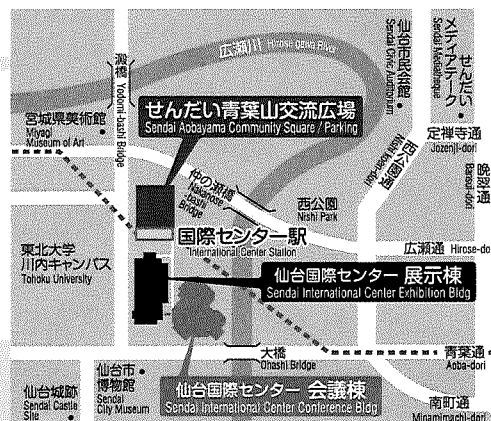 広瀬川 Hirose gawa River
澱橋
Yodomi-bashi Bridge
仙台市民会館
Sendai Civic Auditorium
せんだい
メディアテーク
Sendai Mediatheque
宮城県美術館
Miyagi
Museum of Art
せんだい青葉山交流広場
Sendai Aobayama Community Square / Parking
定禅寺通
Jozenji-dori
西公園通
Nishi koen-dori
晩翠通
Bansui-dori
仲の瀬橋
Nakanose
bashi
Bridge
西公園
Nishi Park
国際センター駅
International Center Station
広瀬通 Hirose-do
東北大学
川内キャンパス
Tohoku University
仙台国際センター 展示棟
Sendai International Center Exhibition Bldg
大橋
Ohashi Bridge
青葉通
Aoba-dori
仙台市
博物館
Sendai
City Museum
仙台城跡
Sendai Castle
Site
仙台国際センター 会議棟
Sendai International Center Conference Bldg
南町通
Minamimachi-dori